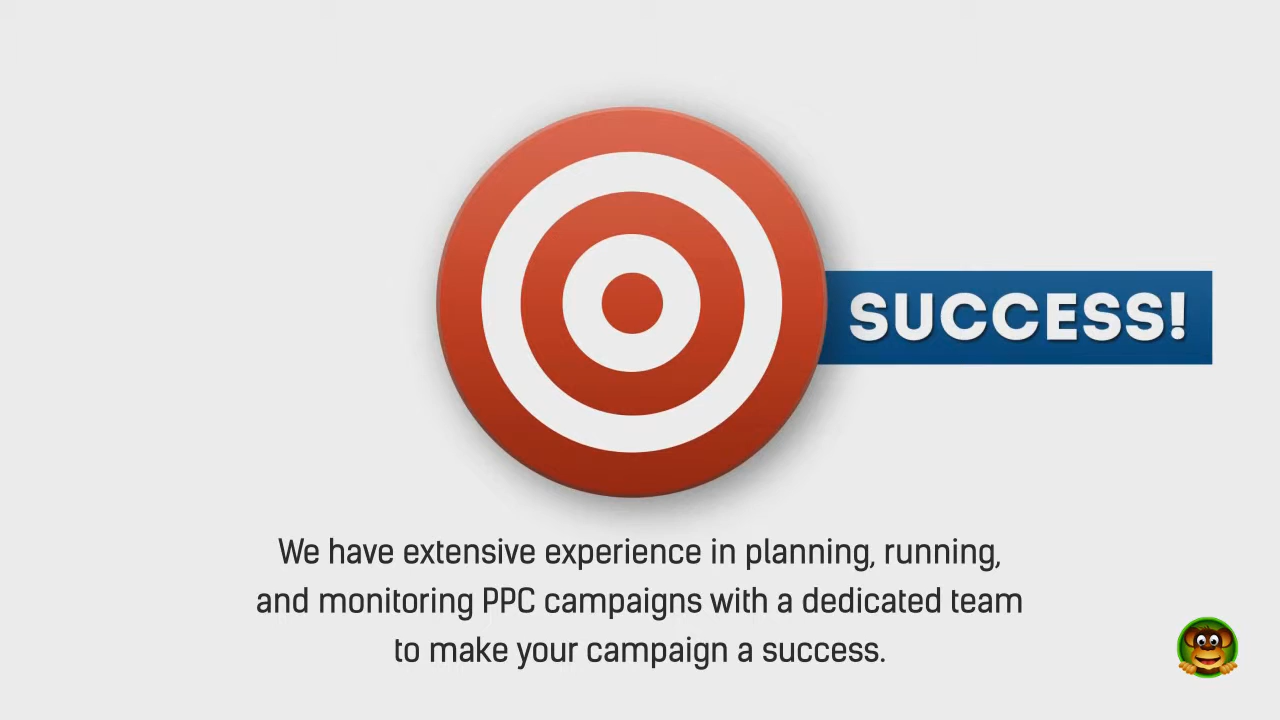 SUCCESS!
We have extensive experience in planning, running,
and monitoring PPC campaigns with a dedicated team
to make your campaign a success.